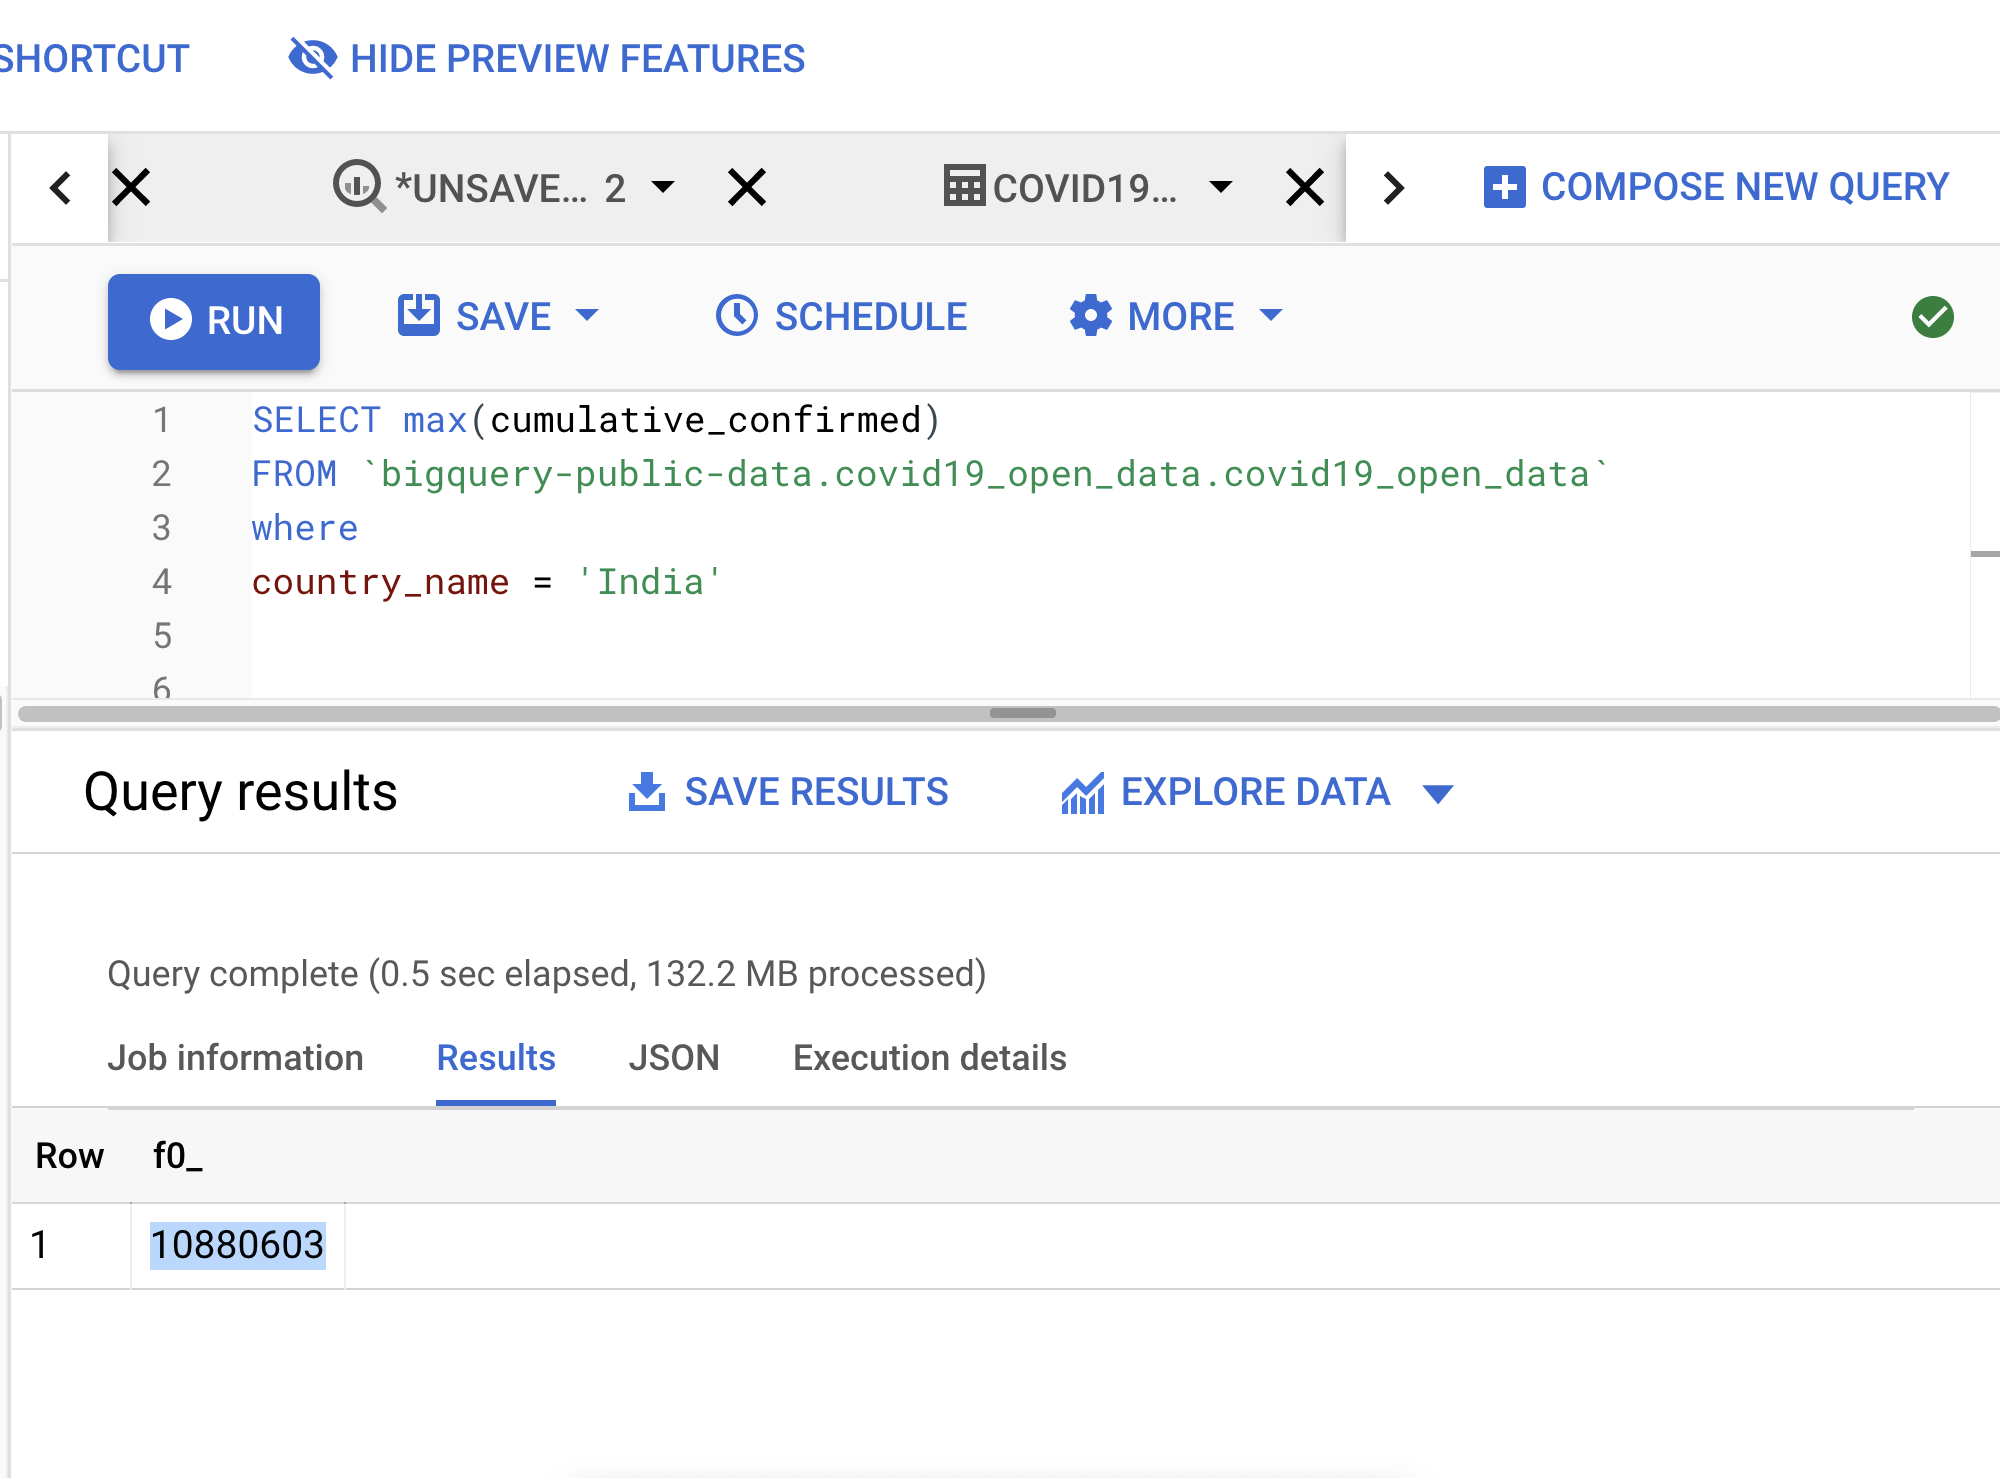 SHORTCUT HIDE PREVIEW FEATURES
*UNSAVE... 2 COVID19... COMPOSE NEW QUERY
RUN SAVE SCHEDULE MORE
1 SELECT max(cumulative_confirmed)
2 FROM `bigquery-public-data.covid19_open_data.covid19_open_data`
3 where
4 country_name = 'India'
5
6
Query results SAVE RESULTS EXPLORE DATA
Query complete (0.5 sec elapsed, 132.2 MB processed)
Job information Results JSON Execution details
Row f0_
1 10880603